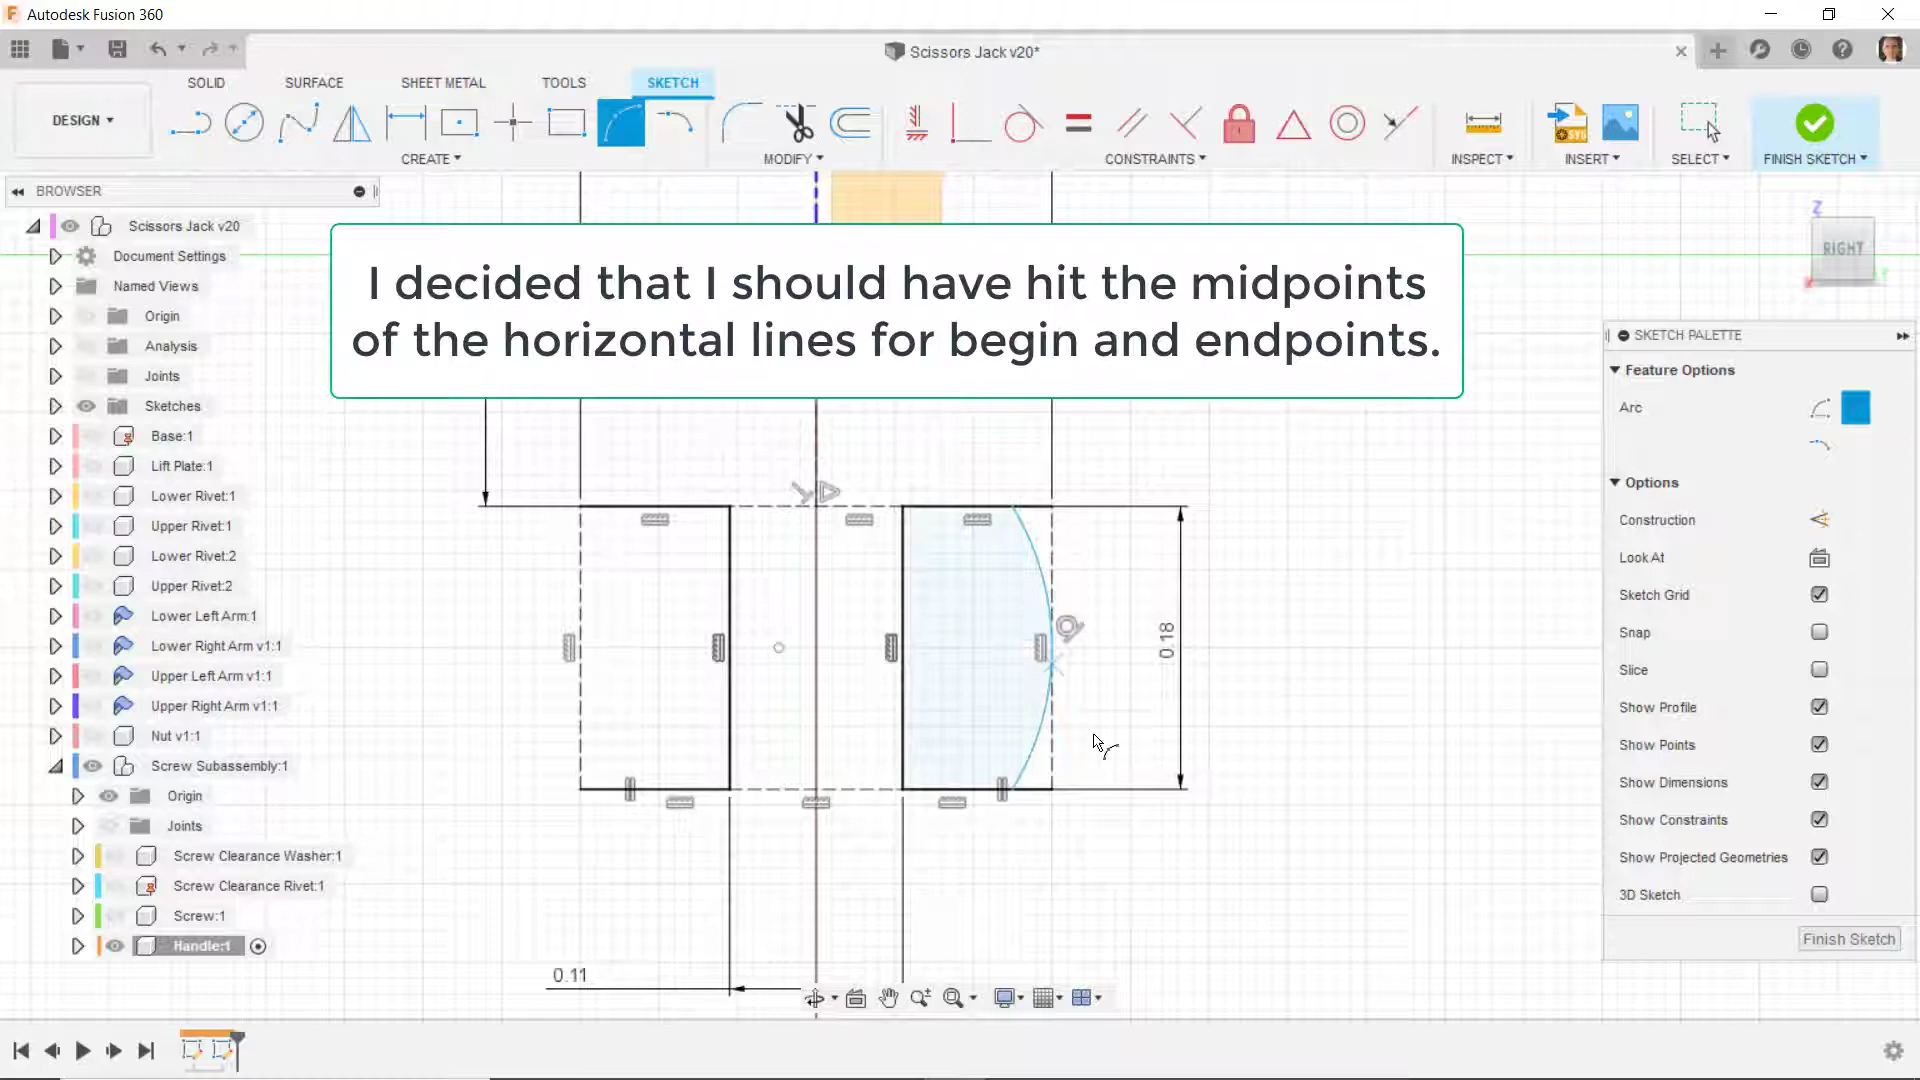 Autodesk Fusion 360
Scissors Jack v20*
SOLID
SURFACE
SHEET METAL
TOOLS
SKETCH
DESIGN
CREATE
MODIFY
CONSTRAINTS
INSPECT
INSERT
SVG
SELECT
FINISH SKETCH
BROWSER
Scissors Jack v20
Document Settings
Named Views
Origin
Analysis
Joints
Sketches
Base:1
Lift Plate:1
Lower Rivet:1
Upper Rivet:1
Lower Rivet:2
Upper Rivet:2
Lower Left Arm:1
Lower Right Arm v1:1
Upper Left Arm v1:1
Upper Right Arm v1:1
Nut v1:1
Screw Subassembly:1
Origin
Joints
Screw Clearance Washer:1
Screw Clearance Rivet:1
Screw:1
Handle:1
I decided that I should have hit the midpoints
of the horizontal lines for begin and endpoints.
0.18
0.11
Z
RIGHT
SKETCH PALETTE
Feature Options
Arc
Options
Construction
Look At
Sketch Grid
Snap
Slice
Show Profile
Show Points
Show Dimensions
Show Constraints
Show Projected Geometries
3D Sketch
Finish Sketch